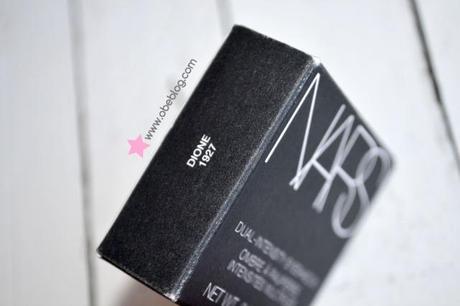 www.obeblog.com
DIONE
1927
NARS
DUAL-INTENSITY
OMBRE À PAUPIÈRES
NET WT.